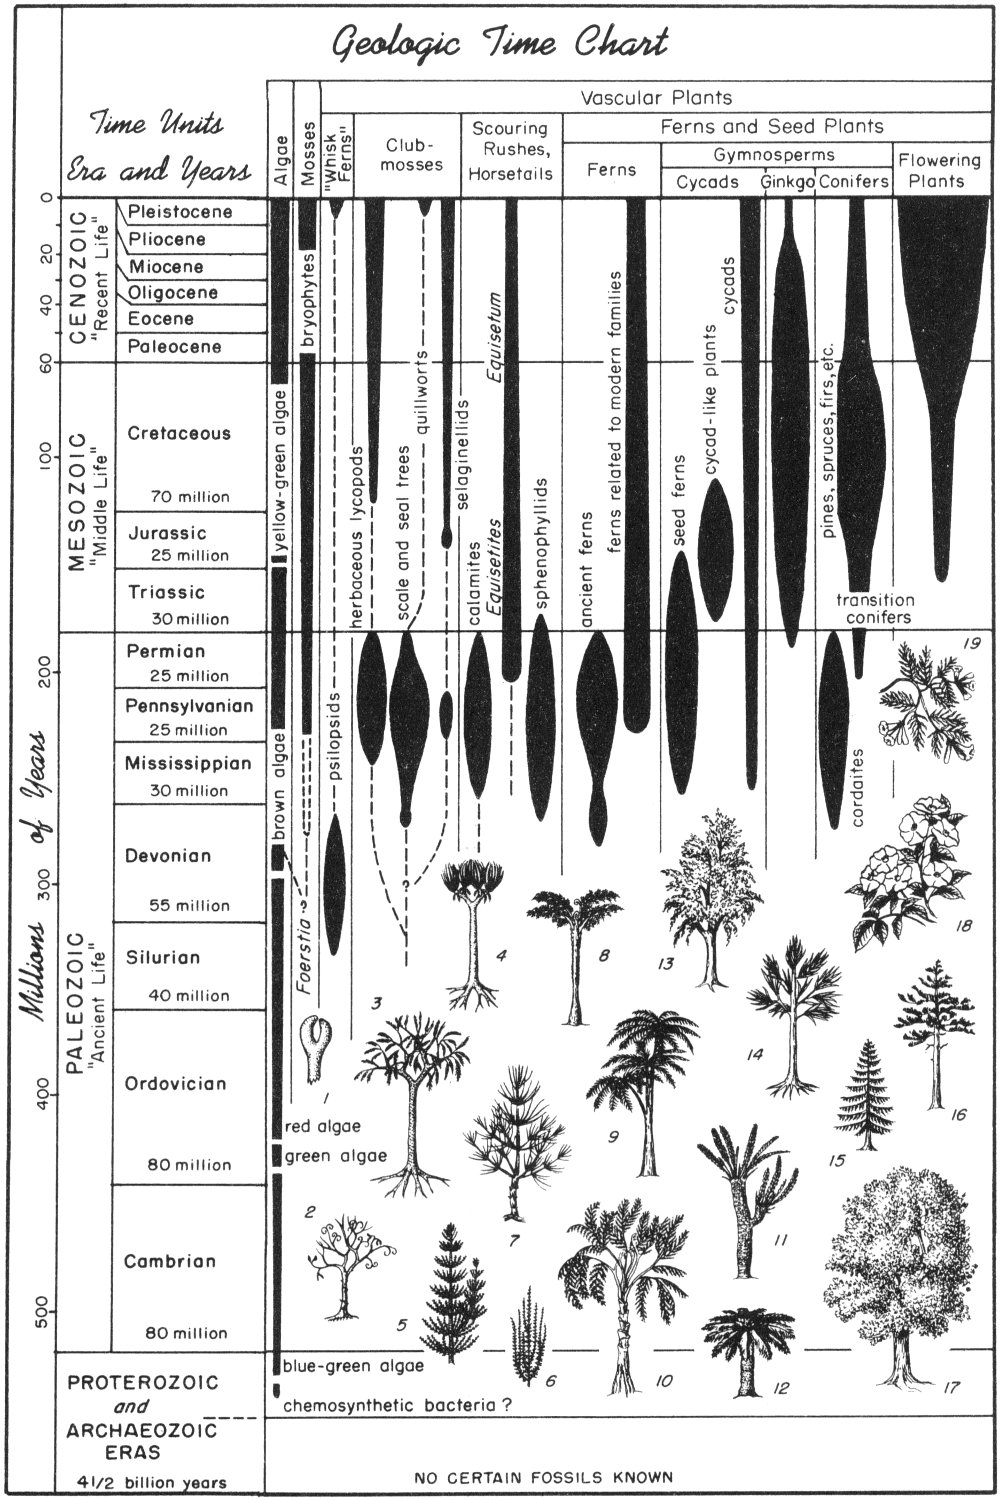 Geologic Time Chart
Time Units
Era and Years
Algae
Mosses
Vascular Plants
"Whisk
Ferns"
Club-
mosses
Scouring
Rushes,
Horsetails
Ferns and Seed Plants
Ferns
Gymnosperms
Cycads
Ginkgo
Conifers
Flowering
Plants
Millions of Years
0
20
40
60
100
200
300
400
500
CENOZOIC
"Recent Life"
Pleistocene
Pliocene
Miocene
Oligocene
Eocene
Paleocene
MESOZOIC
"Middle Life"
Cretaceous
70 million
Jurassic
25 million
Triassic
30 million
PALEOZOIC
"Ancient Life"
Permian
25 million
Pennsylvanian
25 million
Mississippian
30 million
Devonian
55 million
Silurian
40 million
Ordovician
80 million
Cambrian
80 million
PROTEROZOIC
and
ARCHAEOZOIC
ERAS
4 1/2 billion years
yellow-green algae
brown algae
bryophytes
Foerstia
?
psilopsids
herbaceous lycopods
scale and seal trees
quillworts
?
selaginellids
calamites
Equisetites
Equisetum
sphenophyllids
ancient ferns
ferns related to modern families
seed ferns
cycad-like plants
cycads
pines, spruces, firs, etc.
transition
conifers
cordaites
red algae
green algae
blue-green algae
chemosynthetic bacteria ?
1
2
3
4
5
6
7
8
9
10
11
12
13
14
15
16
17
18
19
NO CERTAIN FOSSILS KNOWN